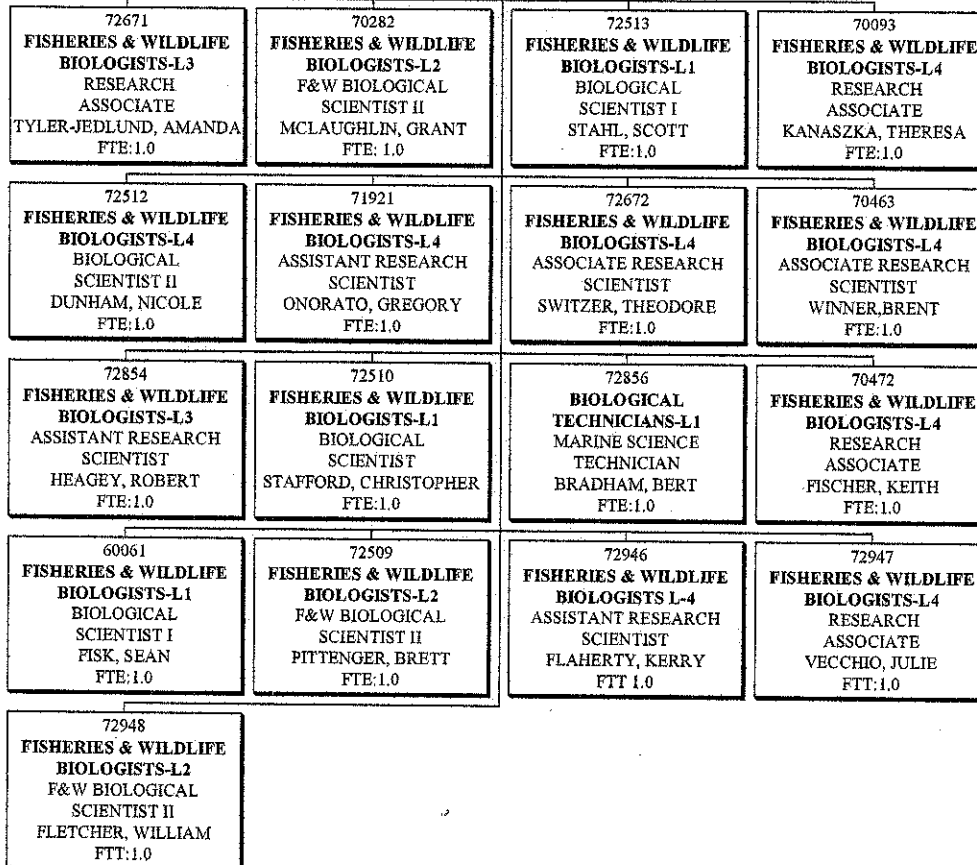 72671
FISHERIES & WILDLIFE
BIOLOGISTS-L3
RESEARCH
ASSOCIATE
TYLER-JEDLUND, AMANDA
FTE:1.0
70282
FISHERIES & WILDLIFE
BIOLOGISTS-L2
F&W BIOLOGICAL
SCIENTIST II
MCLAUGHLIN, GRANT
FTE: 1.0
72513
FISHERIES & WILDLIFE
BIOLOGISTS-L1
BIOLOGICAL
SCIENTIST I
STAHL, SCOTT
FTE:1.0
70093
FISHERIES & WILDLIFE
BIOLOGISTS-L4
RESEARCH
ASSOCIATE
KANASZKA, THERESA
FTE:1.0
72512
FISHERIES & WILDLIFE
BIOLOGISTS-L4
BIOLOGICAL
SCIENTIST II
DUNHAM, NICOLE
FTE:1.0
71921
FISHERIES & WILDLIFE
BIOLOGISTS-L4
ASSISTANT RESEARCH
SCIENTIST
ONORATO, GREGORY
FTE:1.0
72672
FISHERIES & WILDLIFE
BIOLOGISTS-L4
ASSOCIATE RESEARCH
SCIENTIST
SWITZER, THEODORE
FTE:1.0
70463
FISHERIES & WILDLIFE
BIOLOGISTS-L4
ASSOCIATE RESEARCH
SCIENTIST
WINNER,BRENT
FTE:1.0
72854
FISHERIES & WILDLIFE
BIOLOGISTS-L3
ASSISTANT RESEARCH
SCIENTIST
HEAGEY, ROBERT
FTE:1.0
72510
FISHERIES & WILDLIFE
BIOLOGISTS-L1
BIOLOGICAL
SCIENTIST
STAFFORD, CHRISTOPHER
FTE:1.0
72856
BIOLOGICAL
TECHNICIANS-L1
MARINE SCIENCE
TECHNICIAN
BRADHAM, BERT
FTE:1.0
70472
FISHERIES & WILDLIFE
BIOLOGISTS-L4
RESEARCH
ASSOCIATE
FISCHER, KEITH
FTE:1.0
60061
FISHERIES & WILDLIFE
BIOLOGISTS-L1
BIOLOGICAL
SCIENTIST I
FISK, SEAN
FTE:1.0
72509
FISHERIES & WILDLIFE
BIOLOGISTS-L2
F&W BIOLOGICAL
SCIENTIST II
PITTENGER, BRETT
FTE:1.0
72946
FISHERIES & WILDLIFE
BIOLOGISTS L-4
ASSISTANT RESEARCH
SCIENTIST
FLAHERTY, KERRY
FTT 1.0
72947
FISHERIES & WILDLIFE
BIOLOGISTS-L4
RESEARCH
ASSOCIATE
VECCHIO, JULIE
FTT:1.0
72948
FISHERIES & WILDLIFE
BIOLOGISTS-L2
F&W BIOLOGICAL
SCIENTIST II
FLETCHER, WILLIAM
FTT:1.0